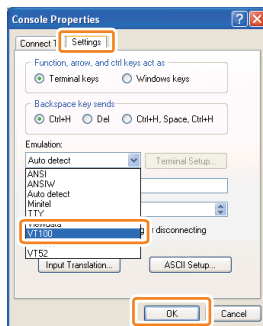 Console Properties
Connect T Settings
Function, arrow, and ctrl keys act as
Terminal keys Windows keys
Backspace key sends
Ctrl+H Del Ctrl+H, Space, Ctrl+H
Emulation:
Auto detect Terminal Setup...
ANSI
ANSIW
Auto detect
Minitel
TTY
Viewdata
VT100
r disconnecting
VT52
Input Translation... ASCII Setup...
OK Cancel